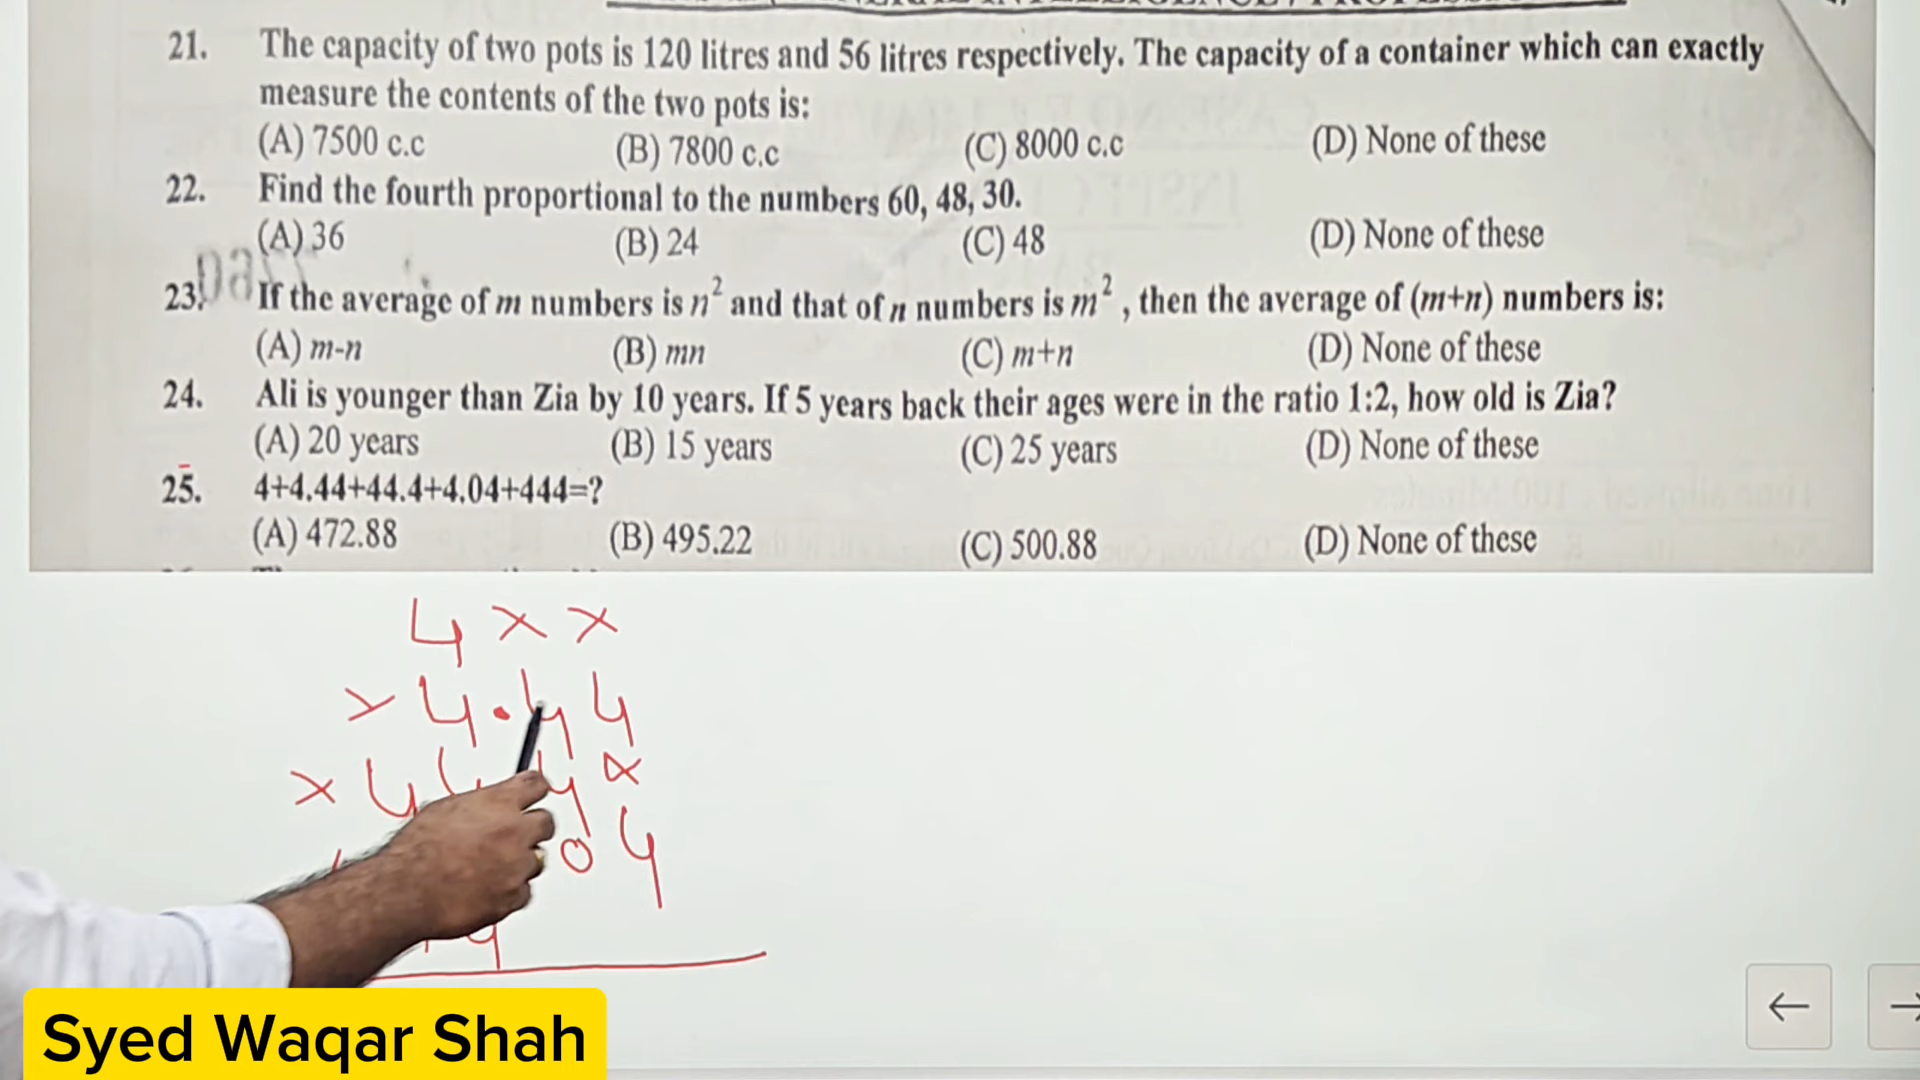 21. The capacity of two pots is 120 litres and 56 litres respectively. The capacity of a container which can exactly
measure the contents of the two pots is:
(A) 7500 c.c (B) 7800 c.c (C) 8000 c.c (D) None of these
22. Find the fourth proportional to the numbers 60, 48, 30.
(A) 36 (B) 24 (C) 48 (D) None of these
23. If the average of m numbers is n² and that of n numbers is m², then the average of (m+n) numbers is:
(A) m-n (B) mn (C) m+n (D) None of these
24. Ali is younger than Zia by 10 years. If 5 years back their ages were in the ratio 1:2, how old is Zia?
(A) 20 years (B) 15 years (C) 25 years (D) None of these
25. 4+4.44+44.4+4.04+444=?
(A) 472.88 (B) 495.22 (C) 500.88 (D) None of these
4 × ×
× 4.44
× 4 4 4 ×
0 4
4
Syed Waqar Shah